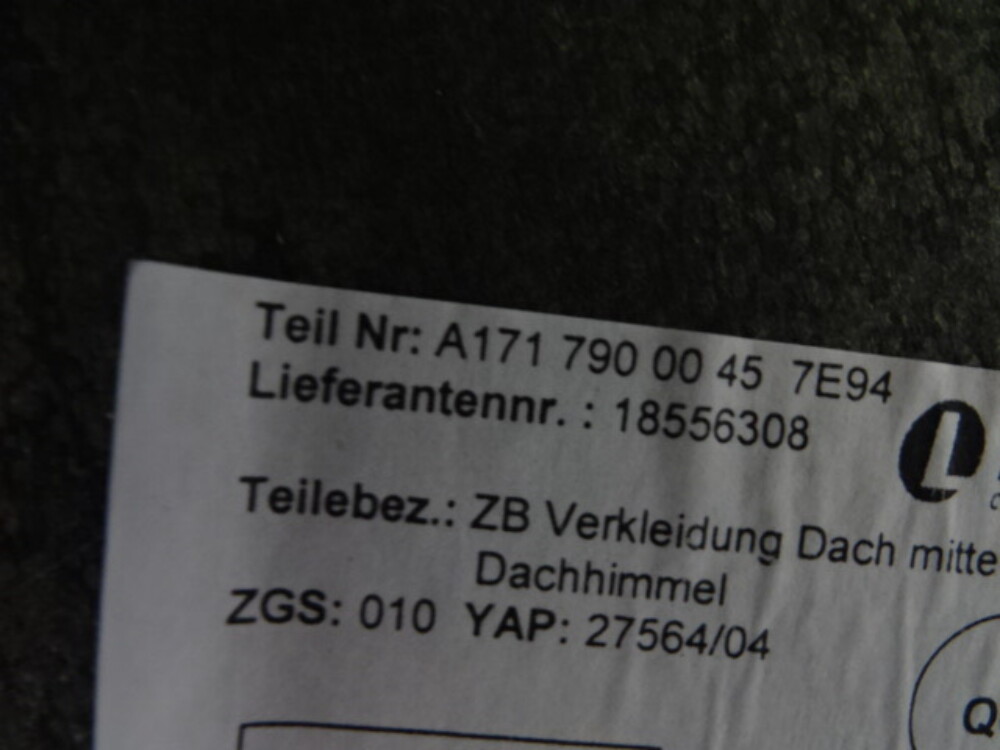 Teil Nr: A171 790 00 45 7E94
Lieferantennr. : 18556308
L
Teilebez.: ZB Verkleidung Dach mitte
Dachhimmel
ZGS: 010 YAP: 27564/04
Q